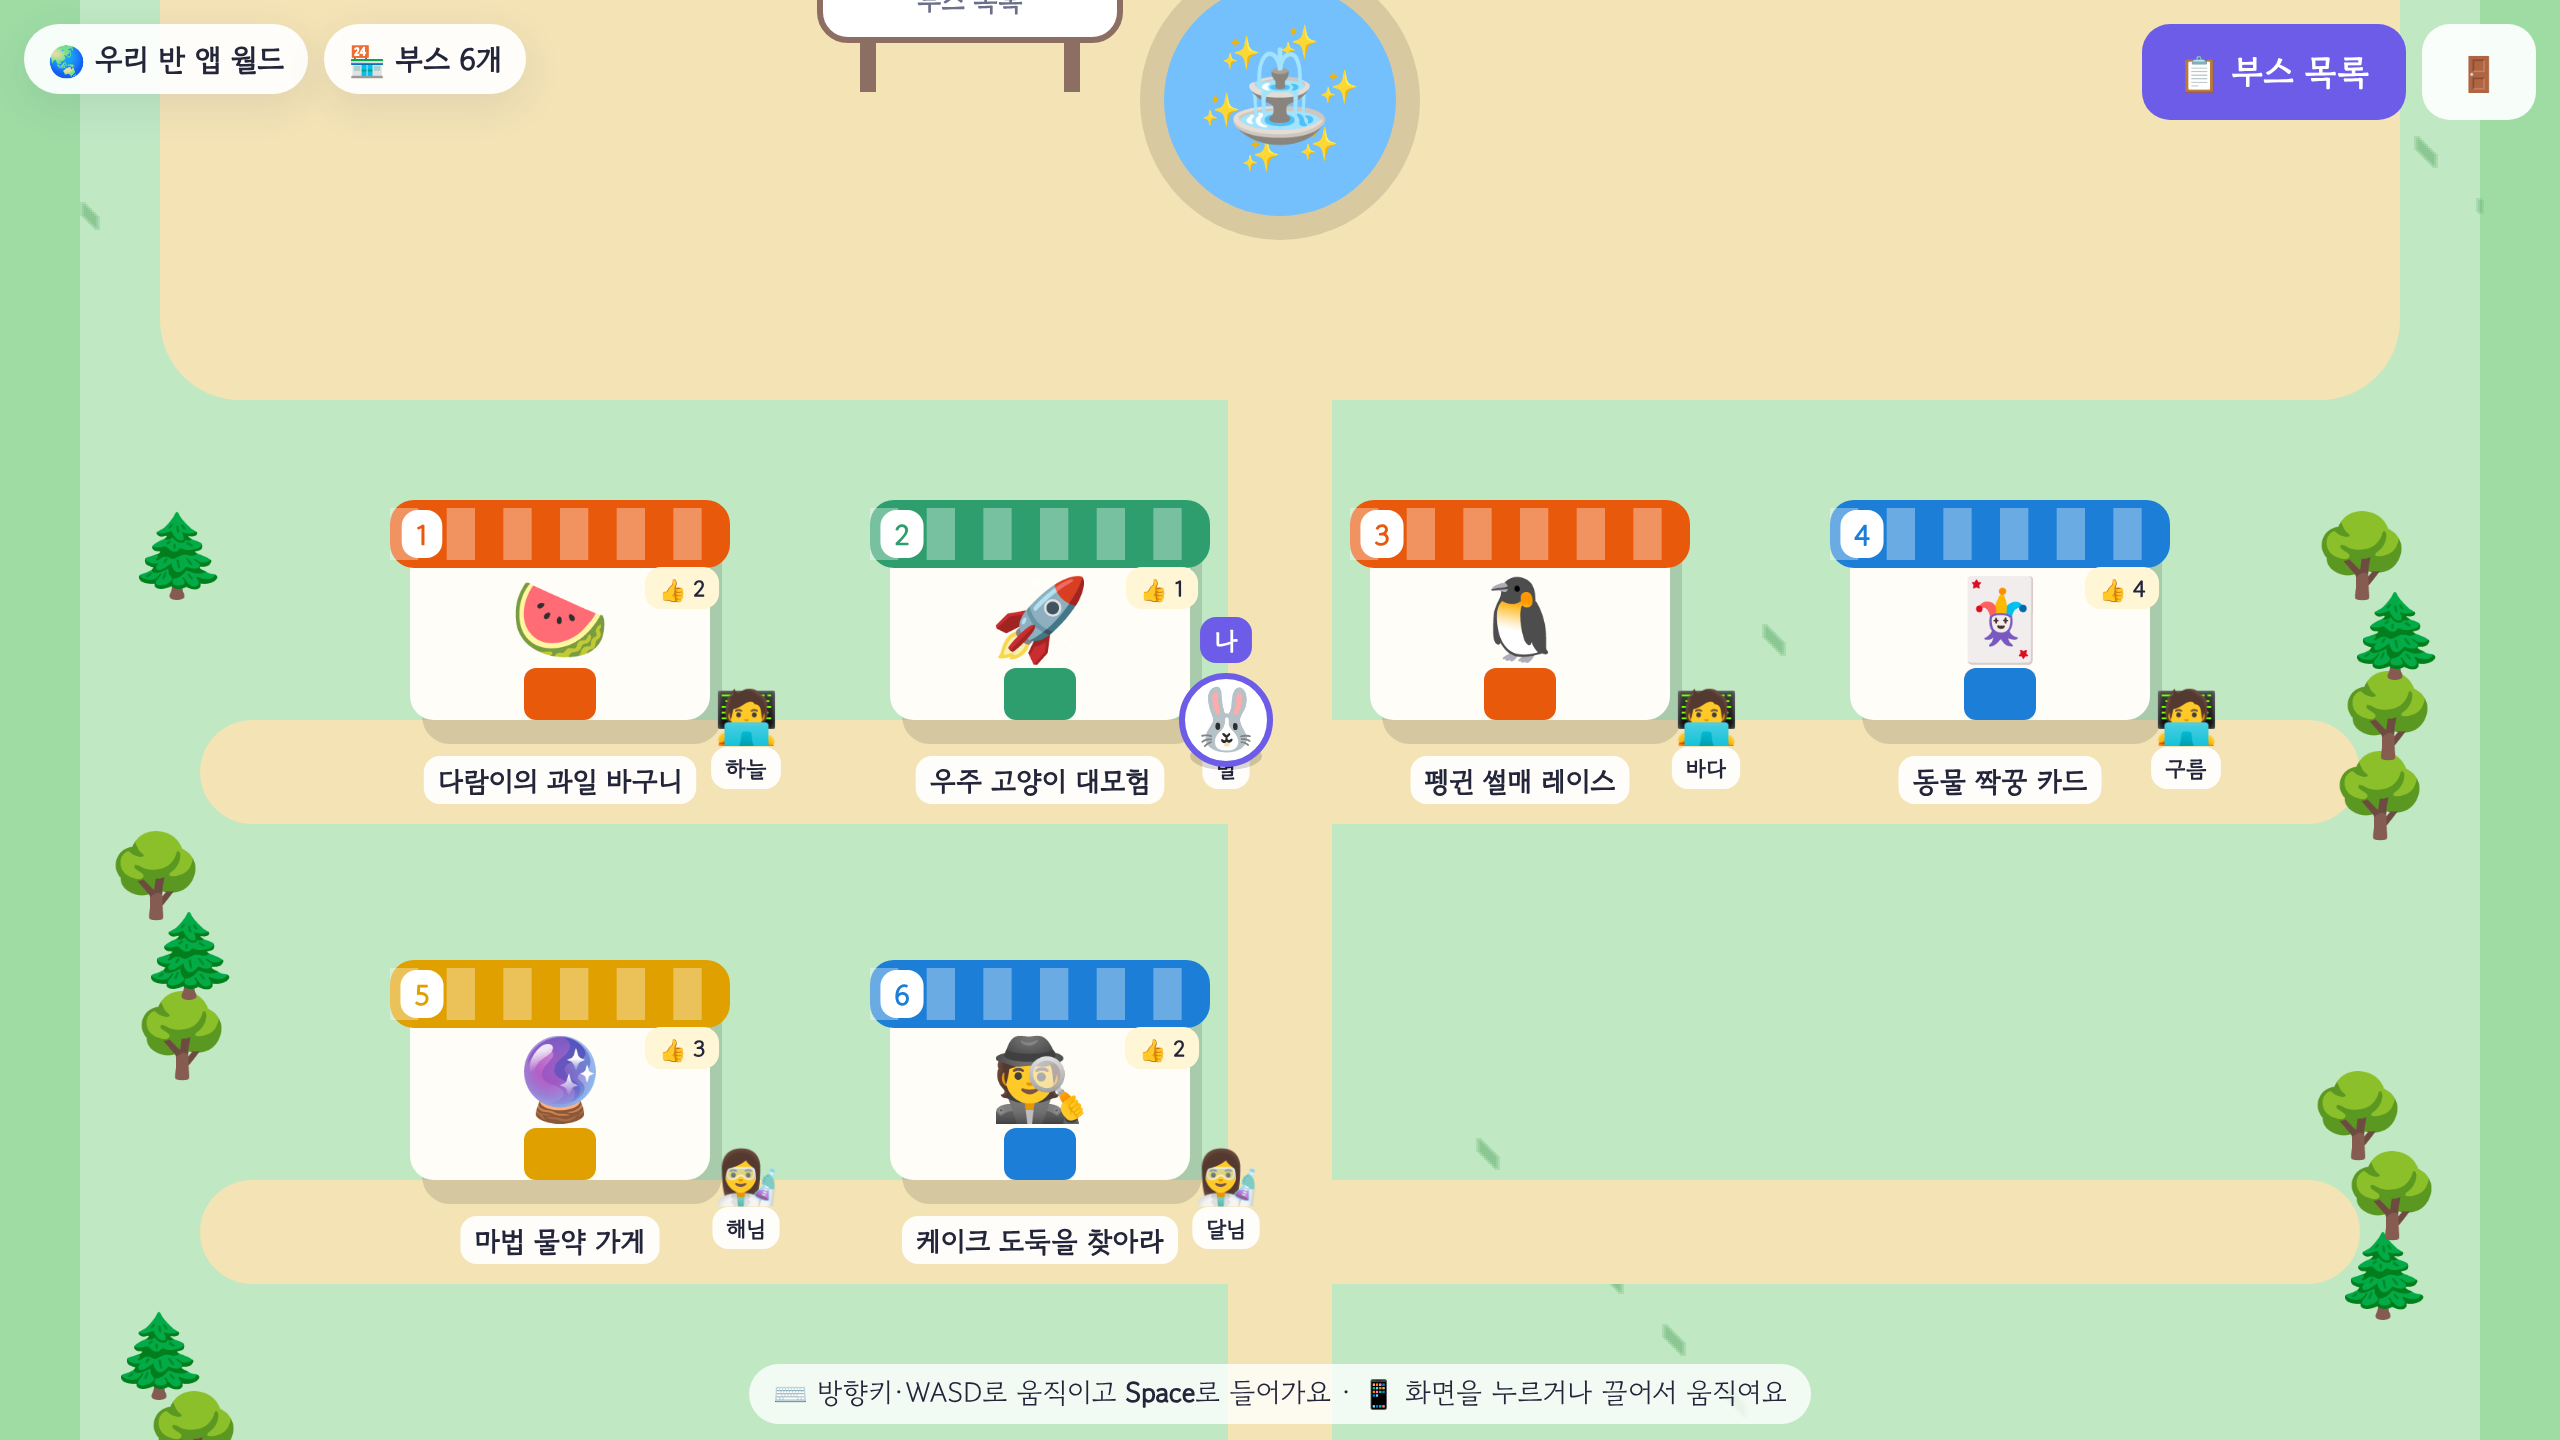 부스 목록
🌏 우리 반 앱 월드
🏪 부스 6개
📋 부스 목록
1
2
3
4
👍 2
👍 1
👍 4
나
하늘
별
바다
구름
다람이의 과일 바구니
우주 고양이 대모험
펭귄 썰매 레이스
동물 짝꿍 카드
5
6
👍 3
👍 2
해님
달님
마법 물약 가게
케이크 도둑을 찾아라
⌨️ 방향키·WASD로 움직이고 Space로 들어가요 · 📱 화면을 누르거나 끌어서 움직여요